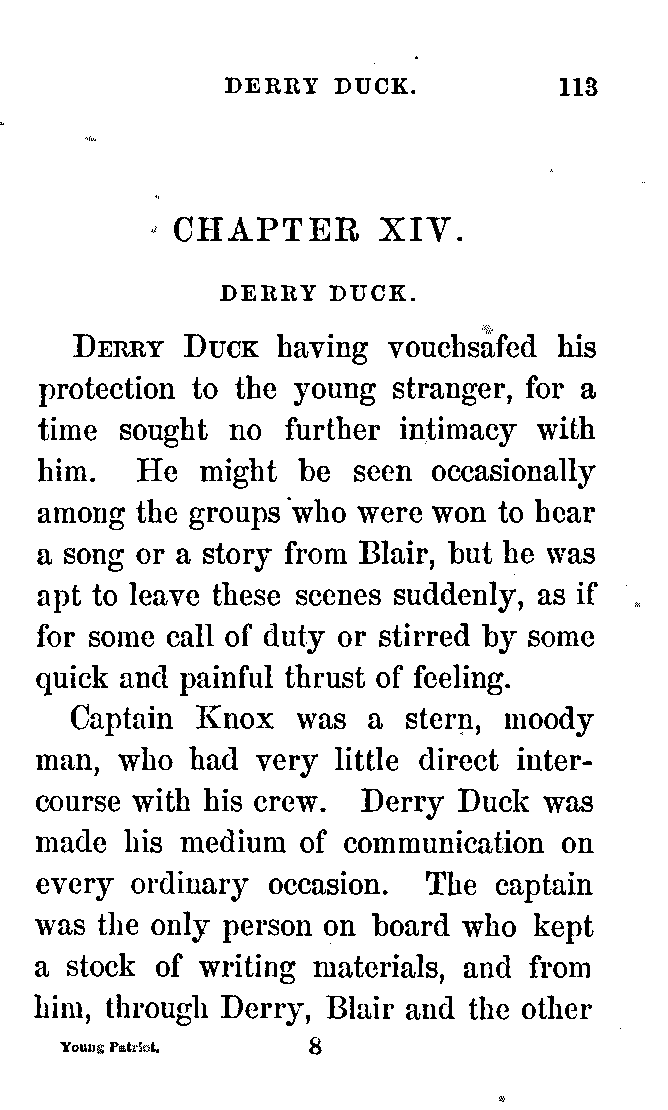 DERRY DUCK. 113
CHAPTER XIV.
DERRY DUCK.
DERRY DUCK having vouchsafed his
protection to the young stranger, for a
time sought no further intimacy with
him. He might be seen occasionally
among the groups who were won to hear
a song or a story from Blair, but he was
apt to leave these scenes suddenly, as if
for some call of duty or stirred by some
quick and painful thrust of feeling.
Captain Knox was a stern, moody
man, who had very little direct inter-
course with his crew. Derry Duck was
made his medium of communication on
every ordinary occasion. The captain
was the only person on board who kept
a stock of writing materials, and from
him, through Derry, Blair and the other
Young Patriot. 8